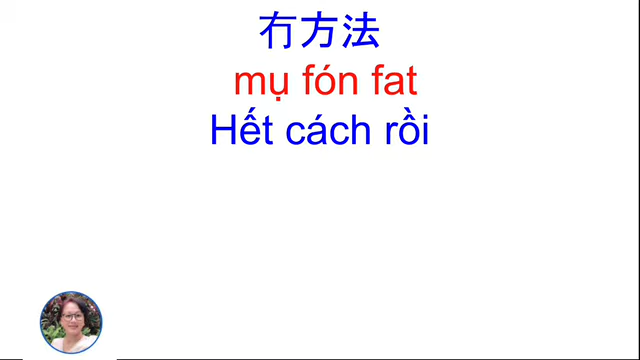 冇方法
mụ fón fat
Hết cách rồi